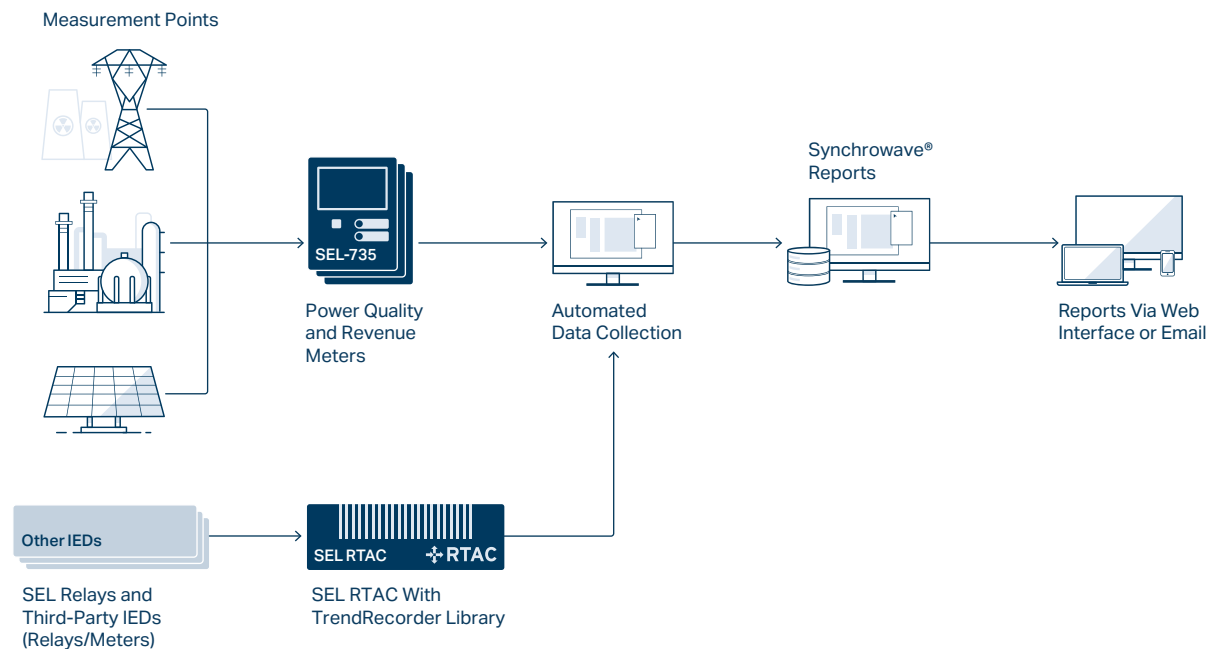 Measurement Points
SEL-735
Power Quality
and Revenue
Meters
Automated
Data Collection
Synchrowave®
Reports
Reports Via Web
Interface or Email
Other IEDs
SEL Relays and
Third-Party IEDs
(Relays/Meters)
SEL RTAC
RTAC
SEL RTAC With
TrendRecorder Library